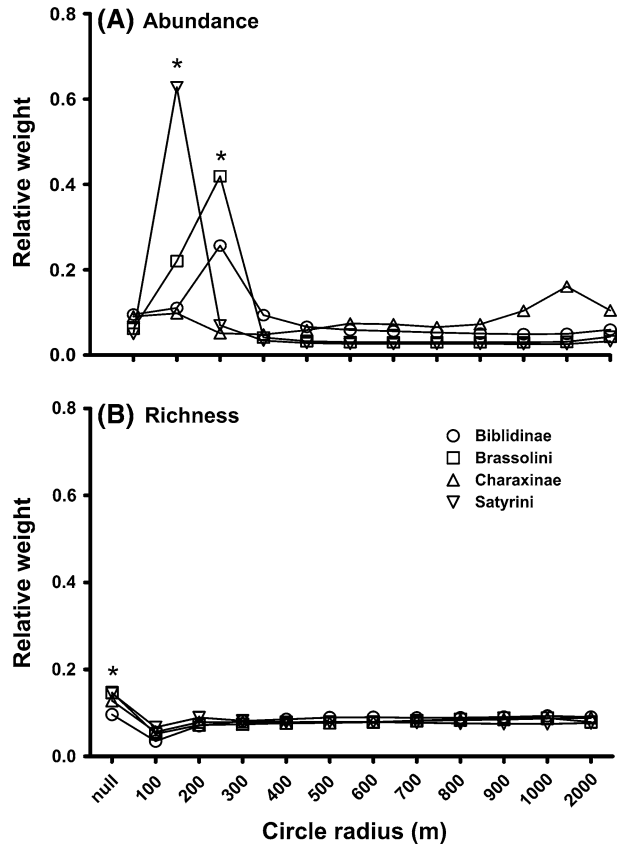 (A) Abundance
0.8
0.6
0.4
0.2
0.0
Relative weight
*
*
(B) Richness
0.8
0.6
0.4
0.2
0.0
Relative weight
Biblidinae
Brassolini
Charaxinae
Satyrini
*
null
100
200
300
400
500
600
700
800
900
1000
2000
Circle radius (m)